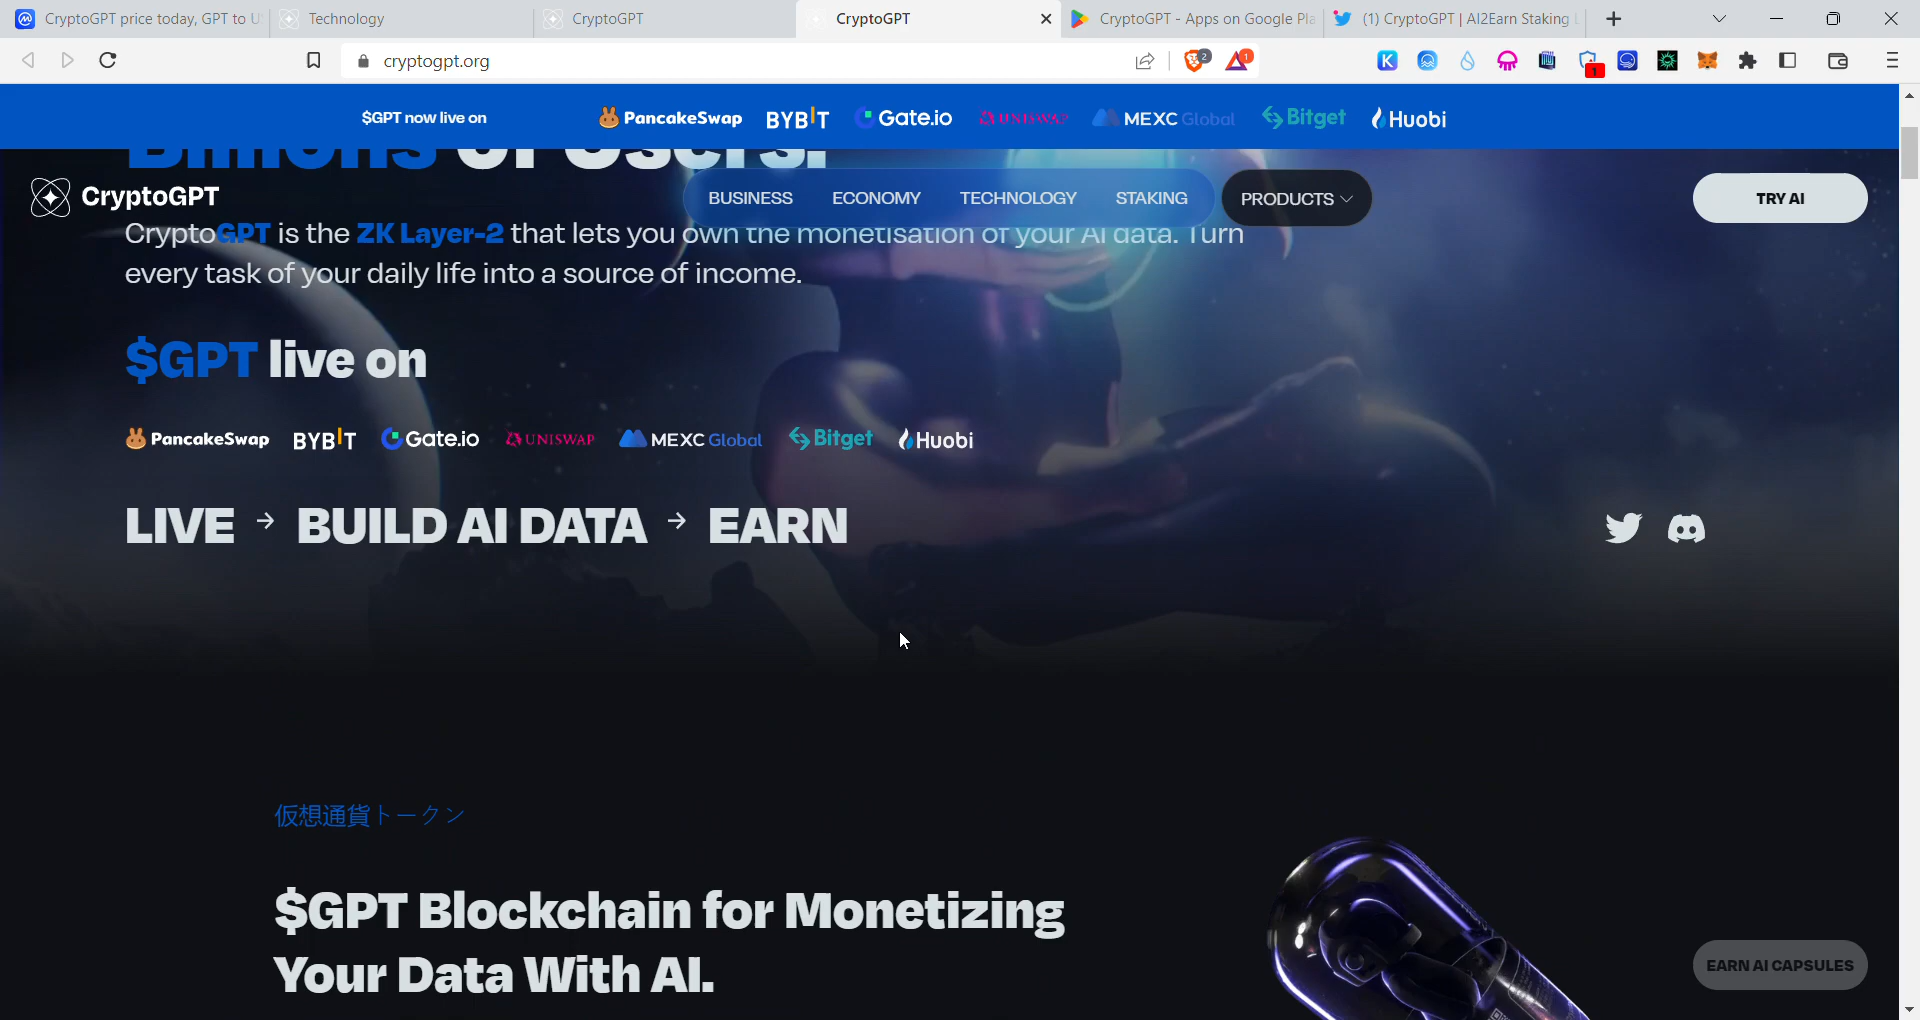 CryptoGPT price today, GPT to U
Technology
CryptoGPT
CryptoGPT
CryptoGPT - Apps on Google Pla
(1) CryptoGPT | AI2Earn Staking L
cryptogpt.org
2
1
1
$GPT now live on
PancakeSwap
BYBIT
Gate.io
UNISWAP
MEXC Global
Bitget
Huobi
Billions of Users.
CryptoGPT
BUSINESS
ECONOMY
TECHNOLOGY
STAKING
PRODUCTS
TRY AI
CryptoGPT is the ZK Layer-2 that lets you own the monetisation of your AI data. Turn
every task of your daily life into a source of income.
$GPT live on
PancakeSwap
BYBIT
Gate.io
UNISWAP
MEXC Global
Bitget
Huobi
LIVE → BUILD AI DATA → EARN
仮想通貨トークン
$GPT Blockchain for Monetizing
Your Data With AI.
EARN AI CAPSULES